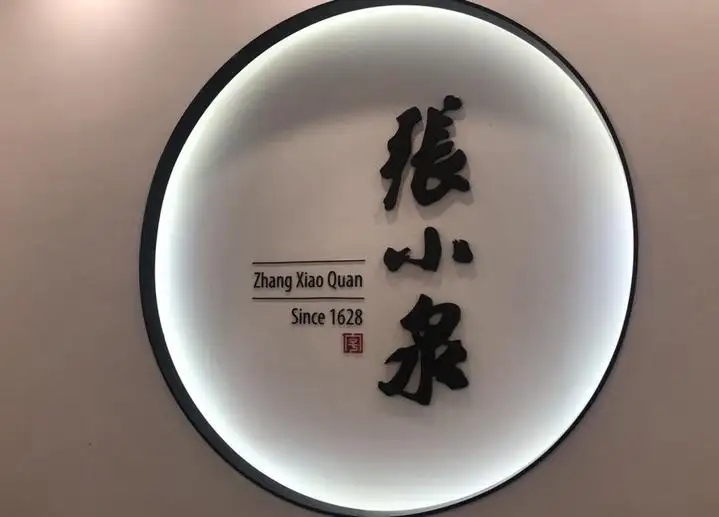 張小泉
Zhang Xiao Quan
Since 1628